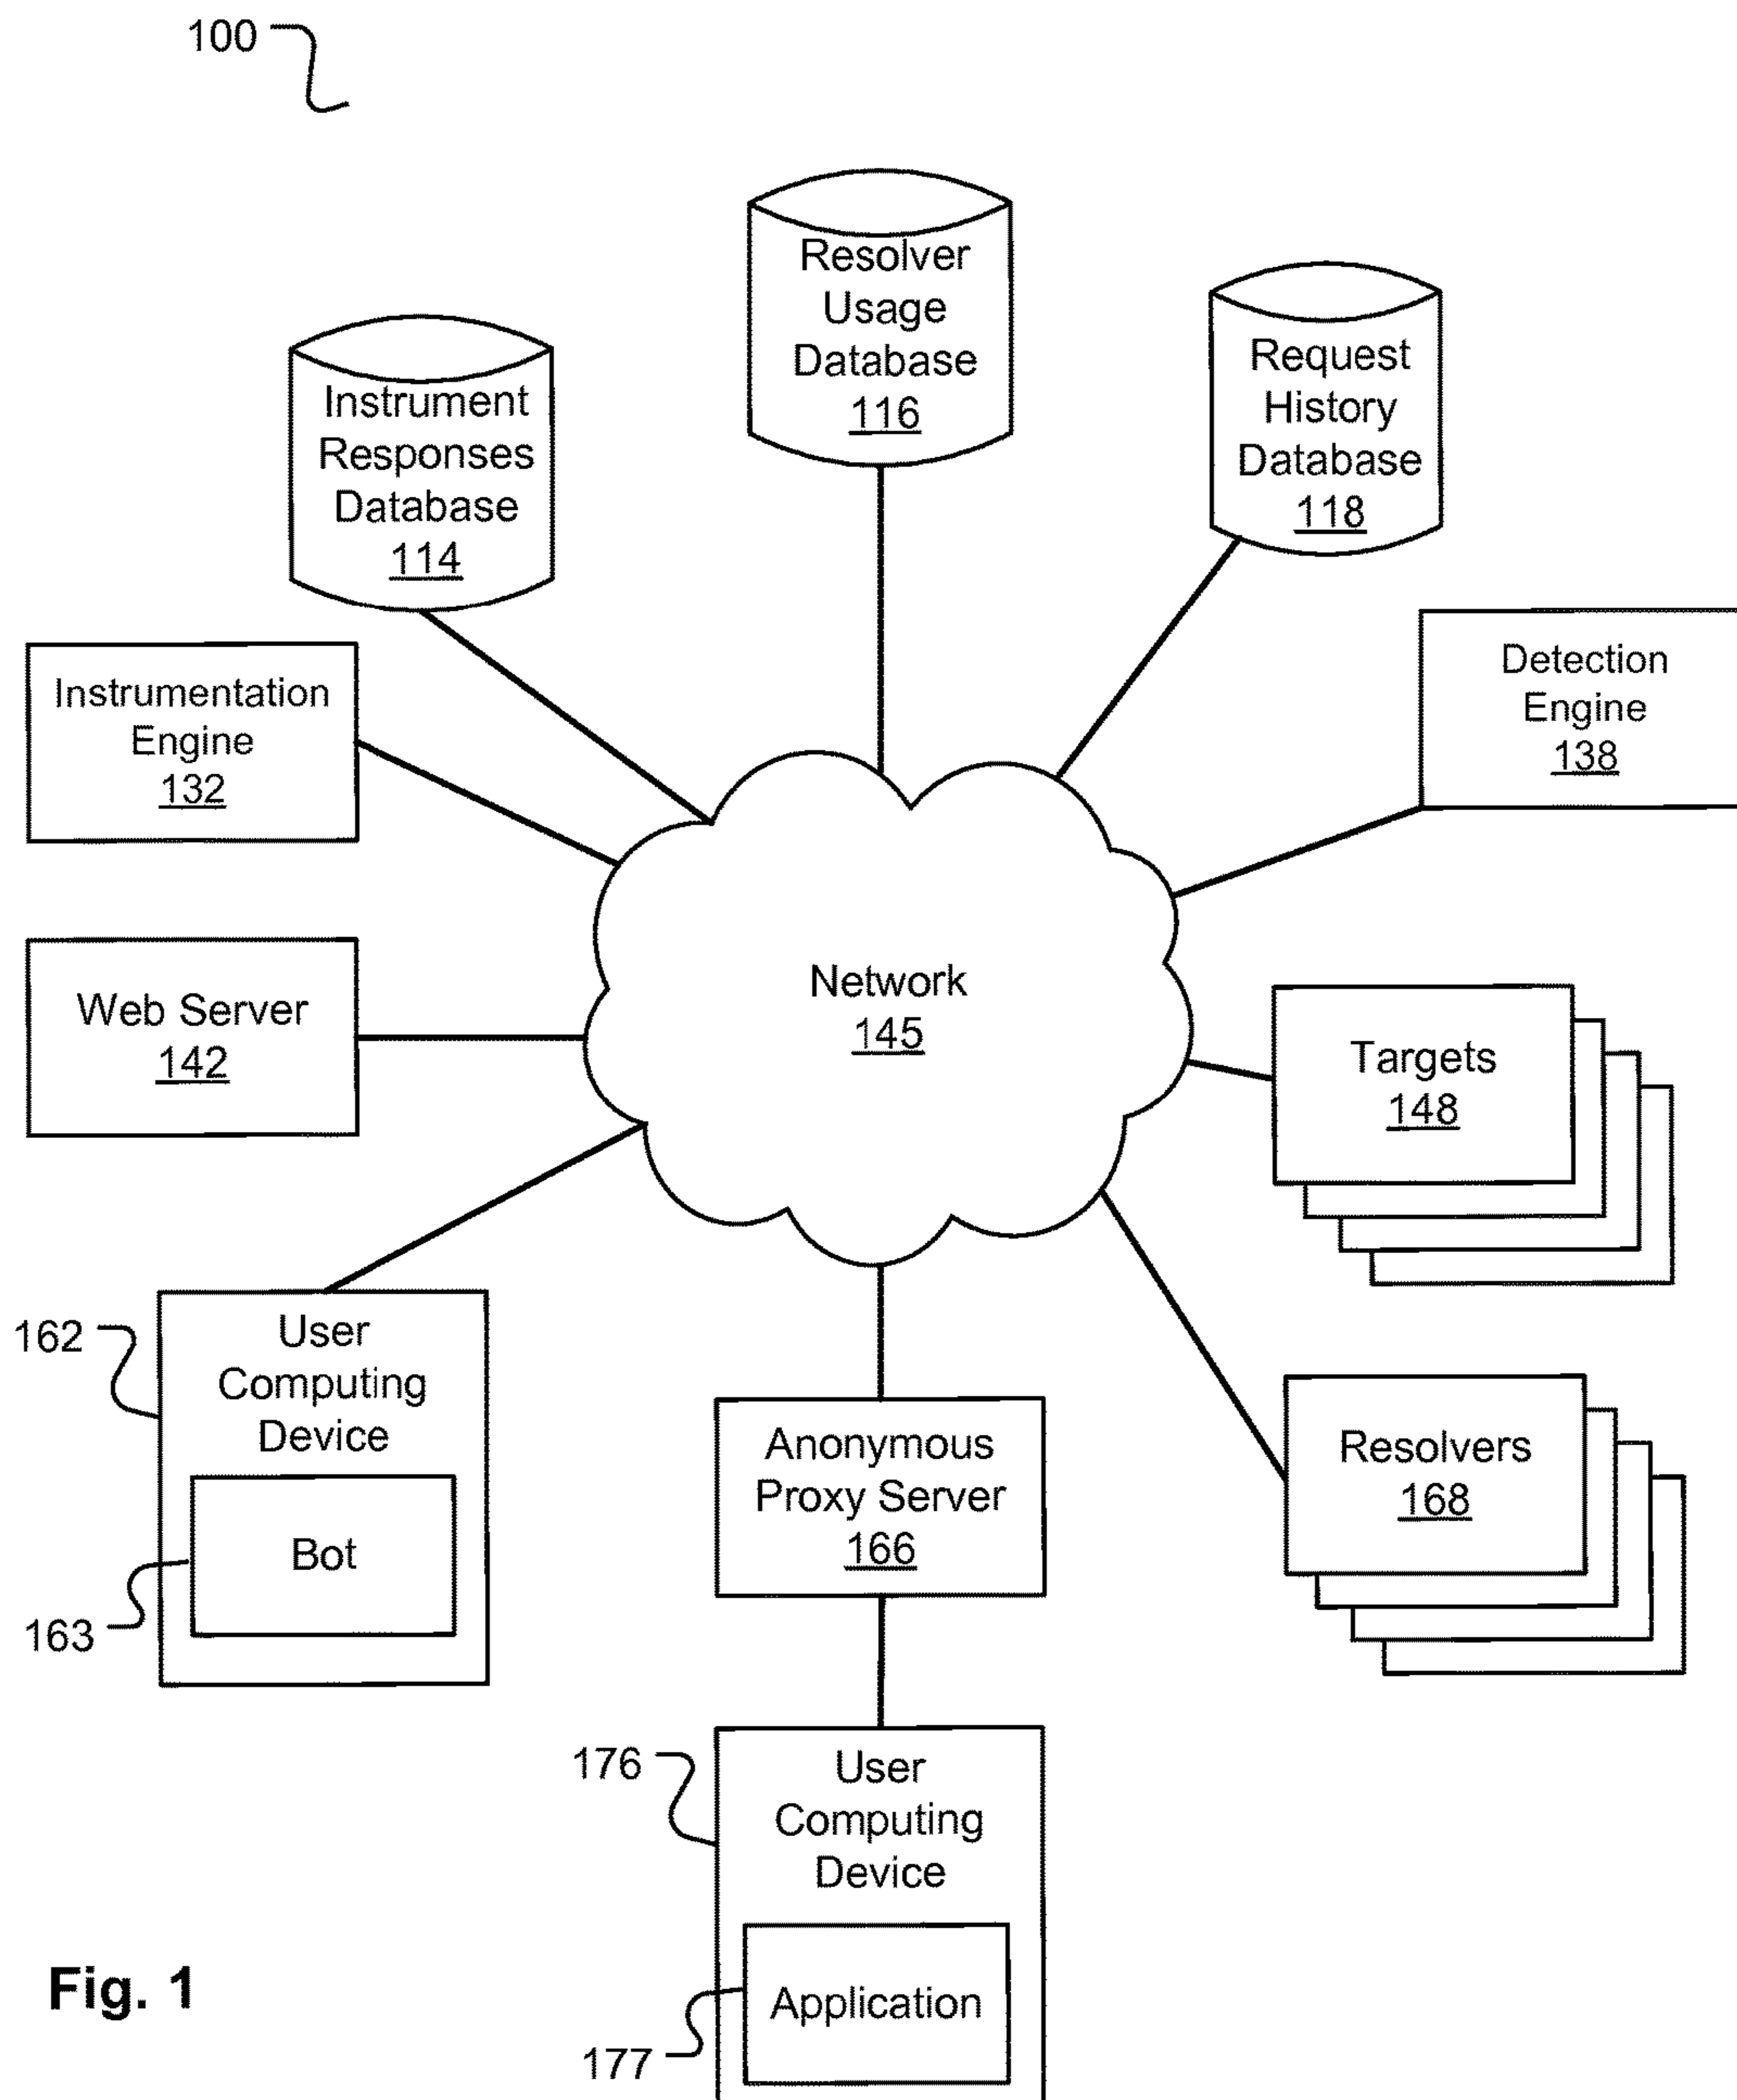 100
Resolver
Usage
Database
116
Request
History
Database
118
Instrument
Responses
Database
114
Instrumentation
Engine
132
Detection
Engine
138
Network
145
Web Server
142
Targets
148
162
User
Computing
Device
Bot
163
Anonymous
Proxy Server
166
Resolvers
168
176
User
Computing
Device
Application
177
Fig. 1